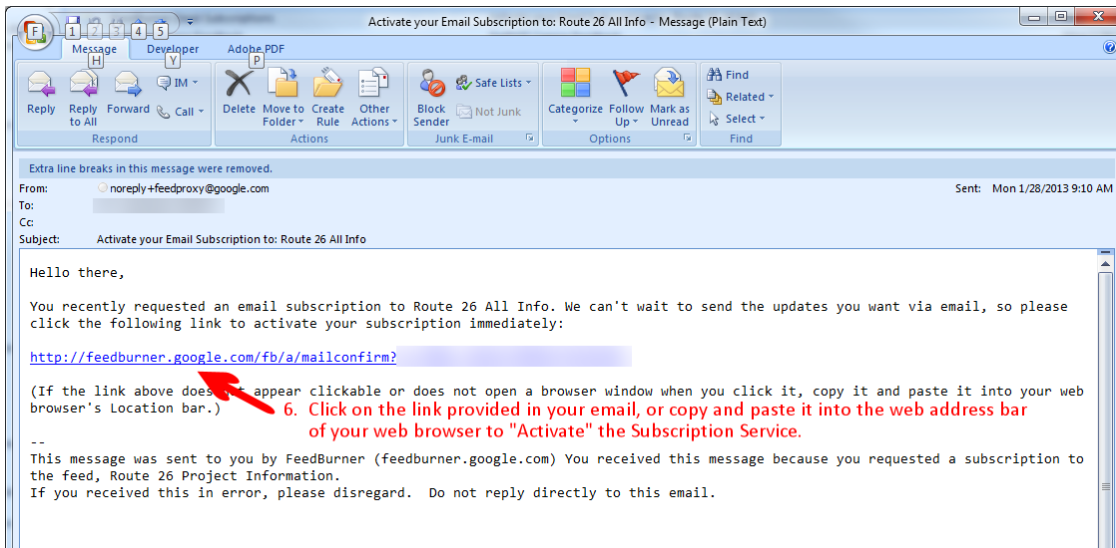 Activate your Email Subscription to: Route 26 All Info - Message (Plain Text)
F 1 2 3 4 5
Message Developer Adobe PDF
H Y P
Reply
Reply to All
Forward
IM
Call
Respond
Delete
Move to Folder
Create Rule
Other Actions
Actions
Block Sender
Safe Lists
Not Junk
Junk E-mail
Categorize
Follow Up
Mark as Unread
Options
Find
Related
Select
Find
Extra line breaks in this message were removed.
From: noreply+feedproxy@google.com Sent: Mon 1/28/2013 9:10 AM
To:
Cc:
Subject: Activate your Email Subscription to: Route 26 All Info
Hello there,
You recently requested an email subscription to Route 26 All Info. We can't wait to send the updates you want via email, so please
click the following link to activate your subscription immediately:
http://feedburner.google.com/fb/a/mailconfirm?
(If the link above does not appear clickable or does not open a browser window when you click it, copy it and paste it into your web
browser's Location bar.)
6. Click on the link provided in your email, or copy and paste it into the web address bar
of your web browser to "Activate" the Subscription Service.
--
This message was sent to you by FeedBurner (feedburner.google.com) You received this message because you requested a subscription to
the feed, Route 26 Project Information.
If you received this in error, please disregard. Do not reply directly to this email.